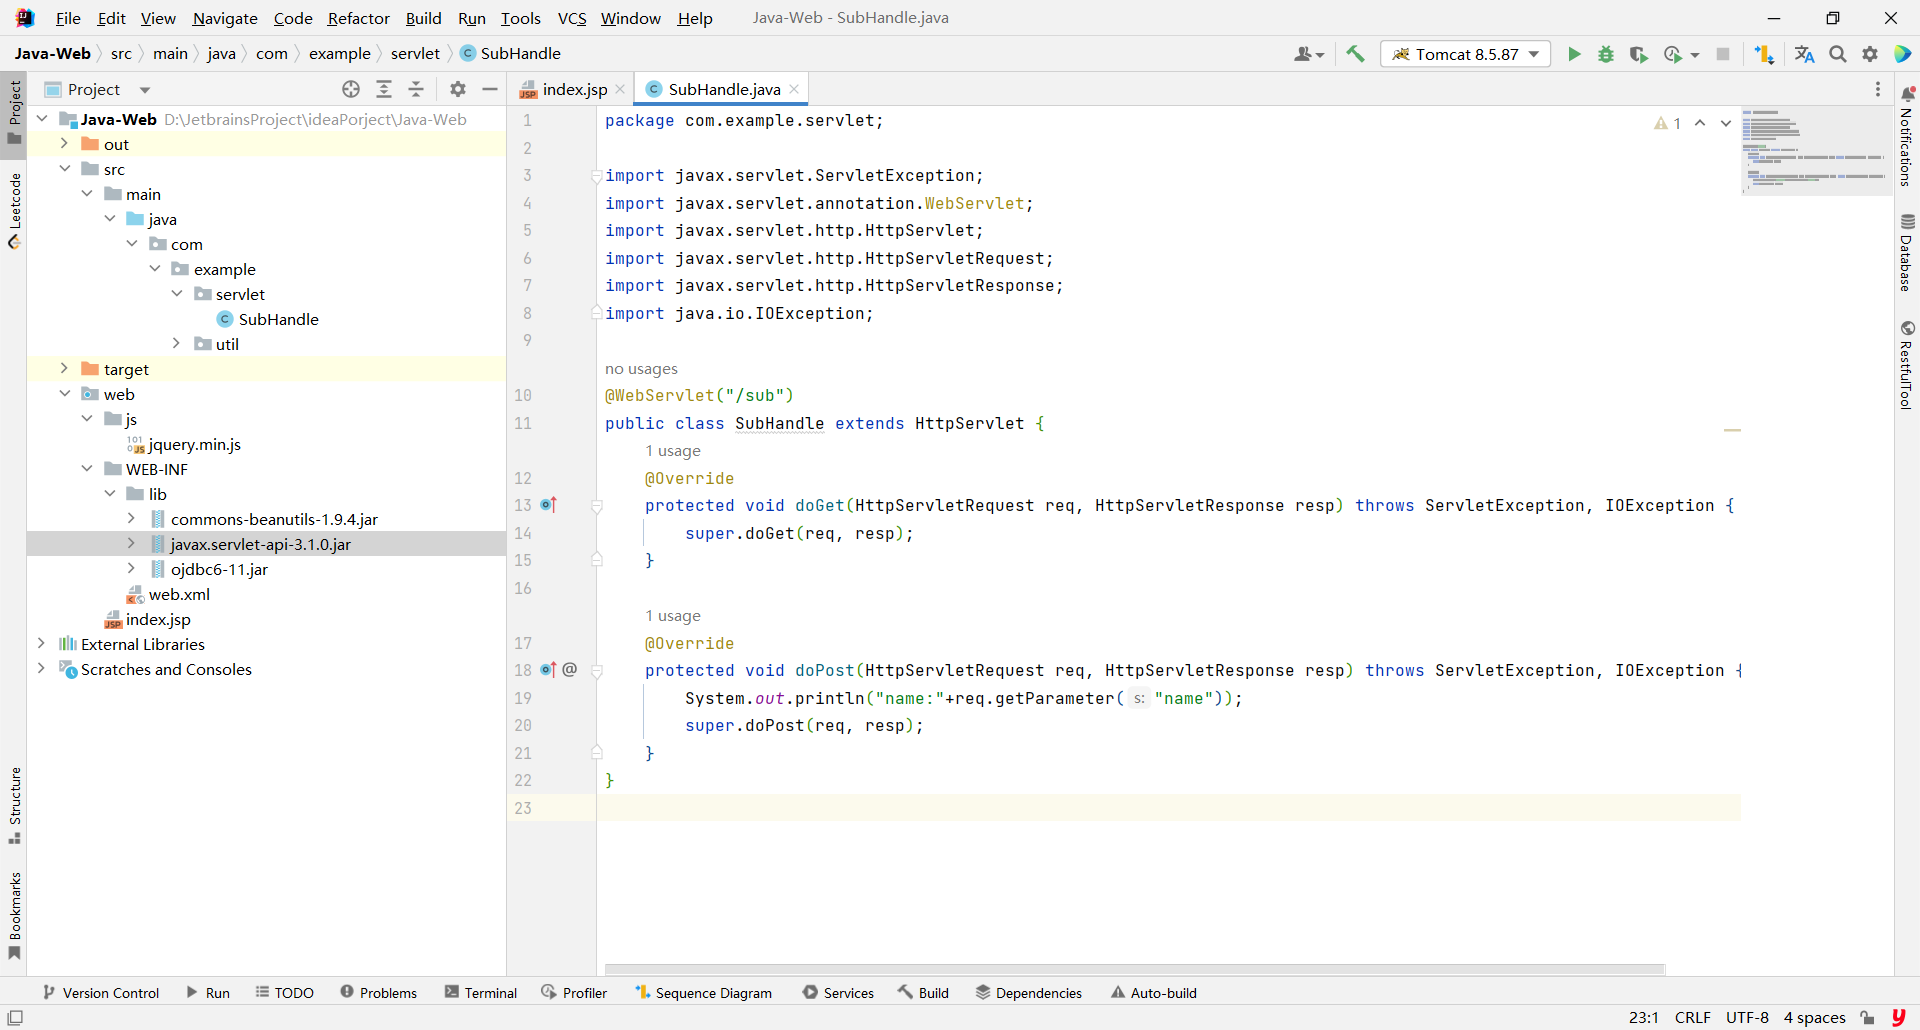 File Edit View Navigate Code Refactor Build Run Tools VCS Window Help Java-Web - SubHandle.java
Java-Web src main java com example servlet SubHandle Tomcat 8.5.87
Project
index.jsp SubHandle.java
Project
Leetcode
Structure
Bookmarks
Java-Web D:\JetbrainsProject\ideaPorject\Java-Web
out
src
main
java
com
example
servlet
SubHandle
util
target
web
js
jquery.min.js
WEB-INF
lib
commons-beanutils-1.9.4.jar
javax.servlet-api-3.1.0.jar
ojdbc6-11.jar
web.xml
index.jsp
External Libraries
Scratches and Consoles
1 package com.example.servlet;
2
3 import javax.servlet.ServletException;
4 import javax.servlet.annotation.WebServlet;
5 import javax.servlet.http.HttpServlet;
6 import javax.servlet.http.HttpServletRequest;
7 import javax.servlet.http.HttpServletResponse;
8 import java.io.IOException;
9
no usages
10 @WebServlet("/sub")
11 public class SubHandle extends HttpServlet {
1 usage
12 @Override
13 protected void doGet(HttpServletRequest req, HttpServletResponse resp) throws ServletException, IOException {
14 super.doGet(req, resp);
15 }
16
1 usage
17 @Override
18 protected void doPost(HttpServletRequest req, HttpServletResponse resp) throws ServletException, IOException {
19 System.out.println("name:"+req.getParameter( s: "name"));
20 super.doPost(req, resp);
21 }
22 }
23
1
Notifications
Database
RestfulTool
Version Control Run TODO Problems Terminal Profiler Sequence Diagram Services Build Dependencies Auto-build
23:1 CRLF UTF-8 4 spaces